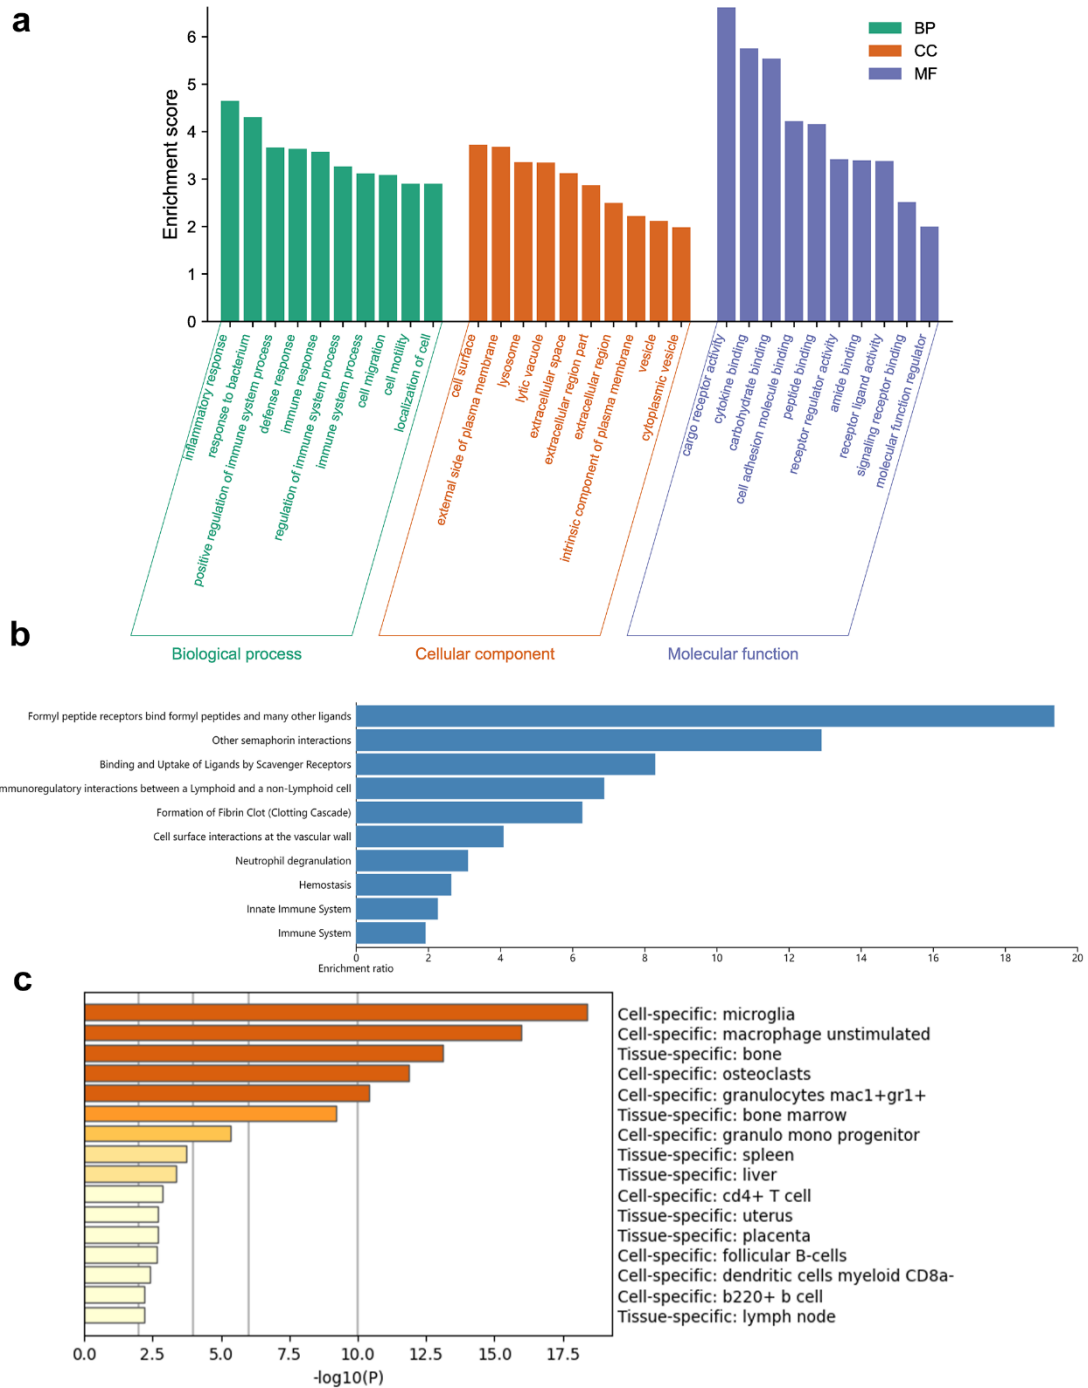 a
BP
CC
MF
Enrichment score
6
5
4
3
2
1
0
inflammatory response
response to bacterium
positive regulation of immune system process
defense response
immune response
regulation of immune system process
immune system process
cell migration
cell motility
localization of cell
cell surface
external side of plasma membrane
lysosome
lytic vacuole
extracellular space
extracellular region part
extracellular region
intrinsic component of plasma membrane
vesicle
cytoplasmic vesicle
cargo receptor activity
cytokine binding
carbohydrate binding
cell adhesion molecule binding
peptide binding
receptor regulator activity
amide binding
receptor ligand activity
signaling receptor binding
molecular function regulator
Biological process
Cellular component
Molecular function
b
Formyl peptide receptors bind formyl peptides and many other ligands
Other semaphorin interactions
Binding and Uptake of Ligands by Scavenger Receptors
mmunoregulatory interactions between a Lymphoid and a non-Lymphoid cell
Formation of Fibrin Clot (Clotting Cascade)
Cell surface interactions at the vascular wall
Neutrophil degranulation
Hemostasis
Innate Immune System
Immune System
0 2 4 6 8 10 12 14 16 18 20
Enrichment ratio
c
Cell-specific: microglia
Cell-specific: macrophage unstimulated
Tissue-specific: bone
Cell-specific: osteoclasts
Cell-specific: granulocytes mac1+gr1+
Tissue-specific: bone marrow
Cell-specific: granulo mono progenitor
Tissue-specific: spleen
Tissue-specific: liver
Cell-specific: cd4+ T cell
Tissue-specific: uterus
Tissue-specific: placenta
Cell-specific: follicular B-cells
Cell-specific: dendritic cells myeloid CD8a-
Cell-specific: b220+ b cell
Tissue-specific: lymph node
0.0 2.5 5.0 7.5 10.0 12.5 15.0 17.5
-log10(P)